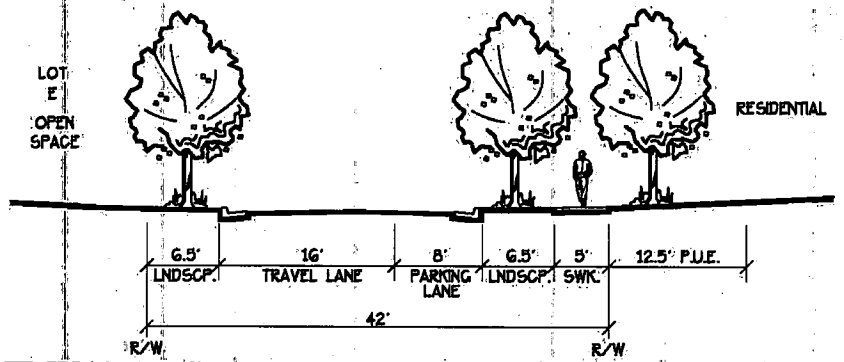 LOT
E
OPEN
SPACE
RESIDENTIAL
6.5' 16' 8' 6.5' 5' 12.5' P.U.E.
LNDSCP. TRAVEL LANE PARKING LNDSCP. SWK.
LANE
42'
R/W R/W